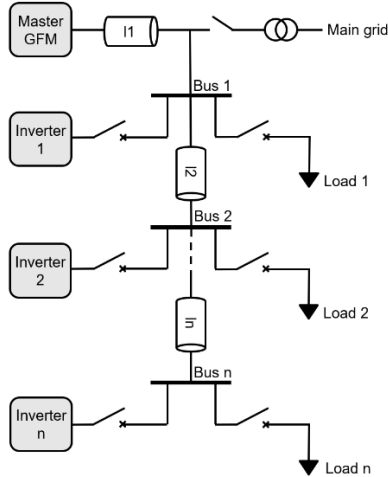 Master
GFM
l1
Main grid
Bus 1
Inverter
1
l2
Load 1
Bus 2
Inverter
2
Load 2
ln
Bus n
Inverter
n
Load n